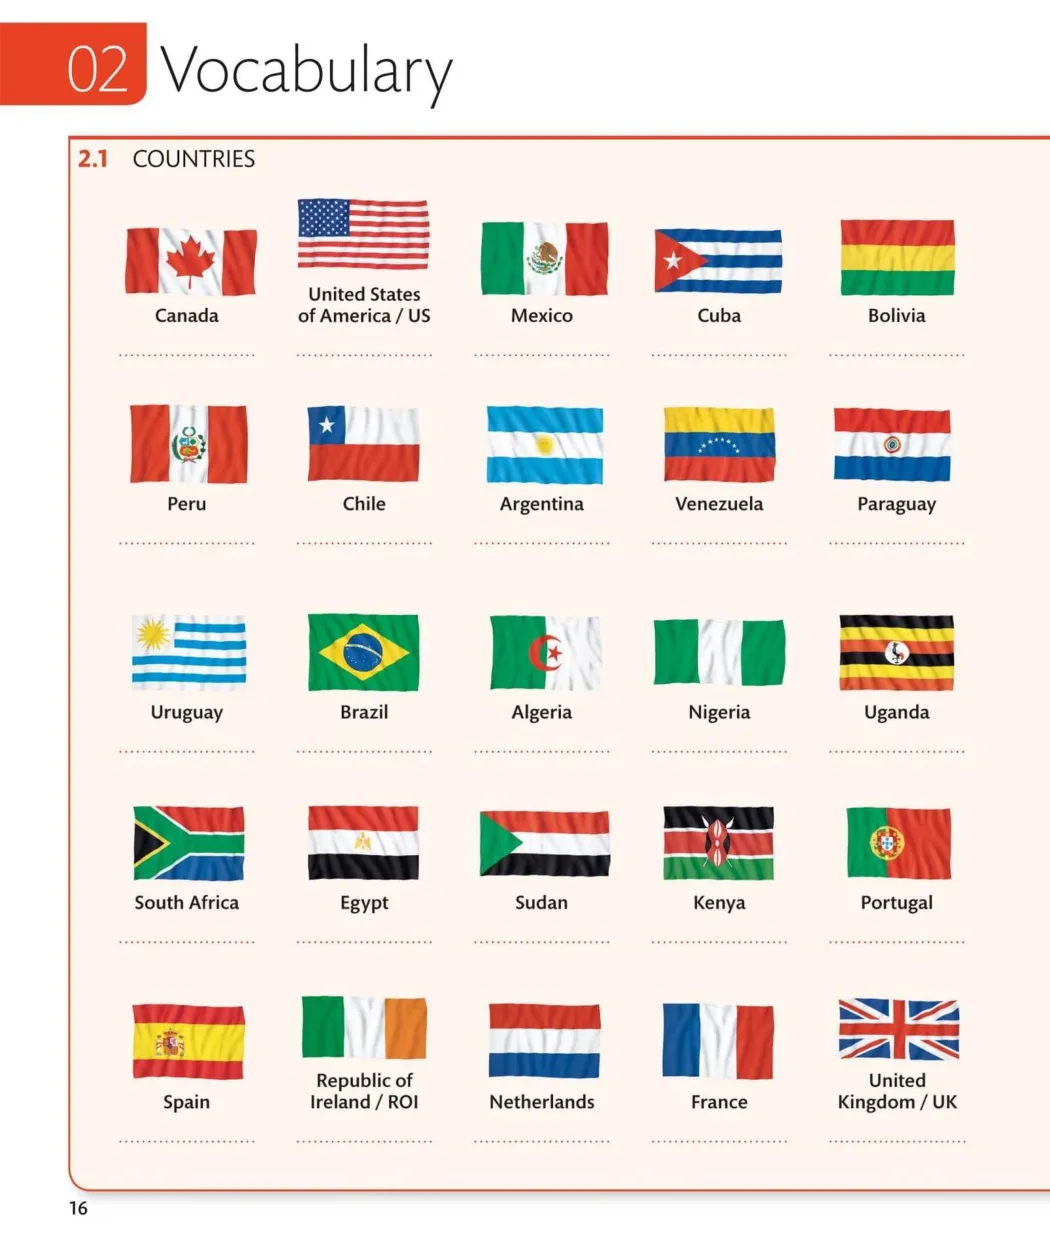 02 Vocabulary
2.1 COUNTRIES
Canada
United States
of America / US
Mexico
Cuba
Bolivia
Peru
Chile
Argentina
Venezuela
Paraguay
Uruguay
Brazil
Algeria
Nigeria
Uganda
South Africa
Egypt
Sudan
Kenya
Portugal
Spain
Republic of
Ireland / ROI
Netherlands
France
United
Kingdom / UK
16